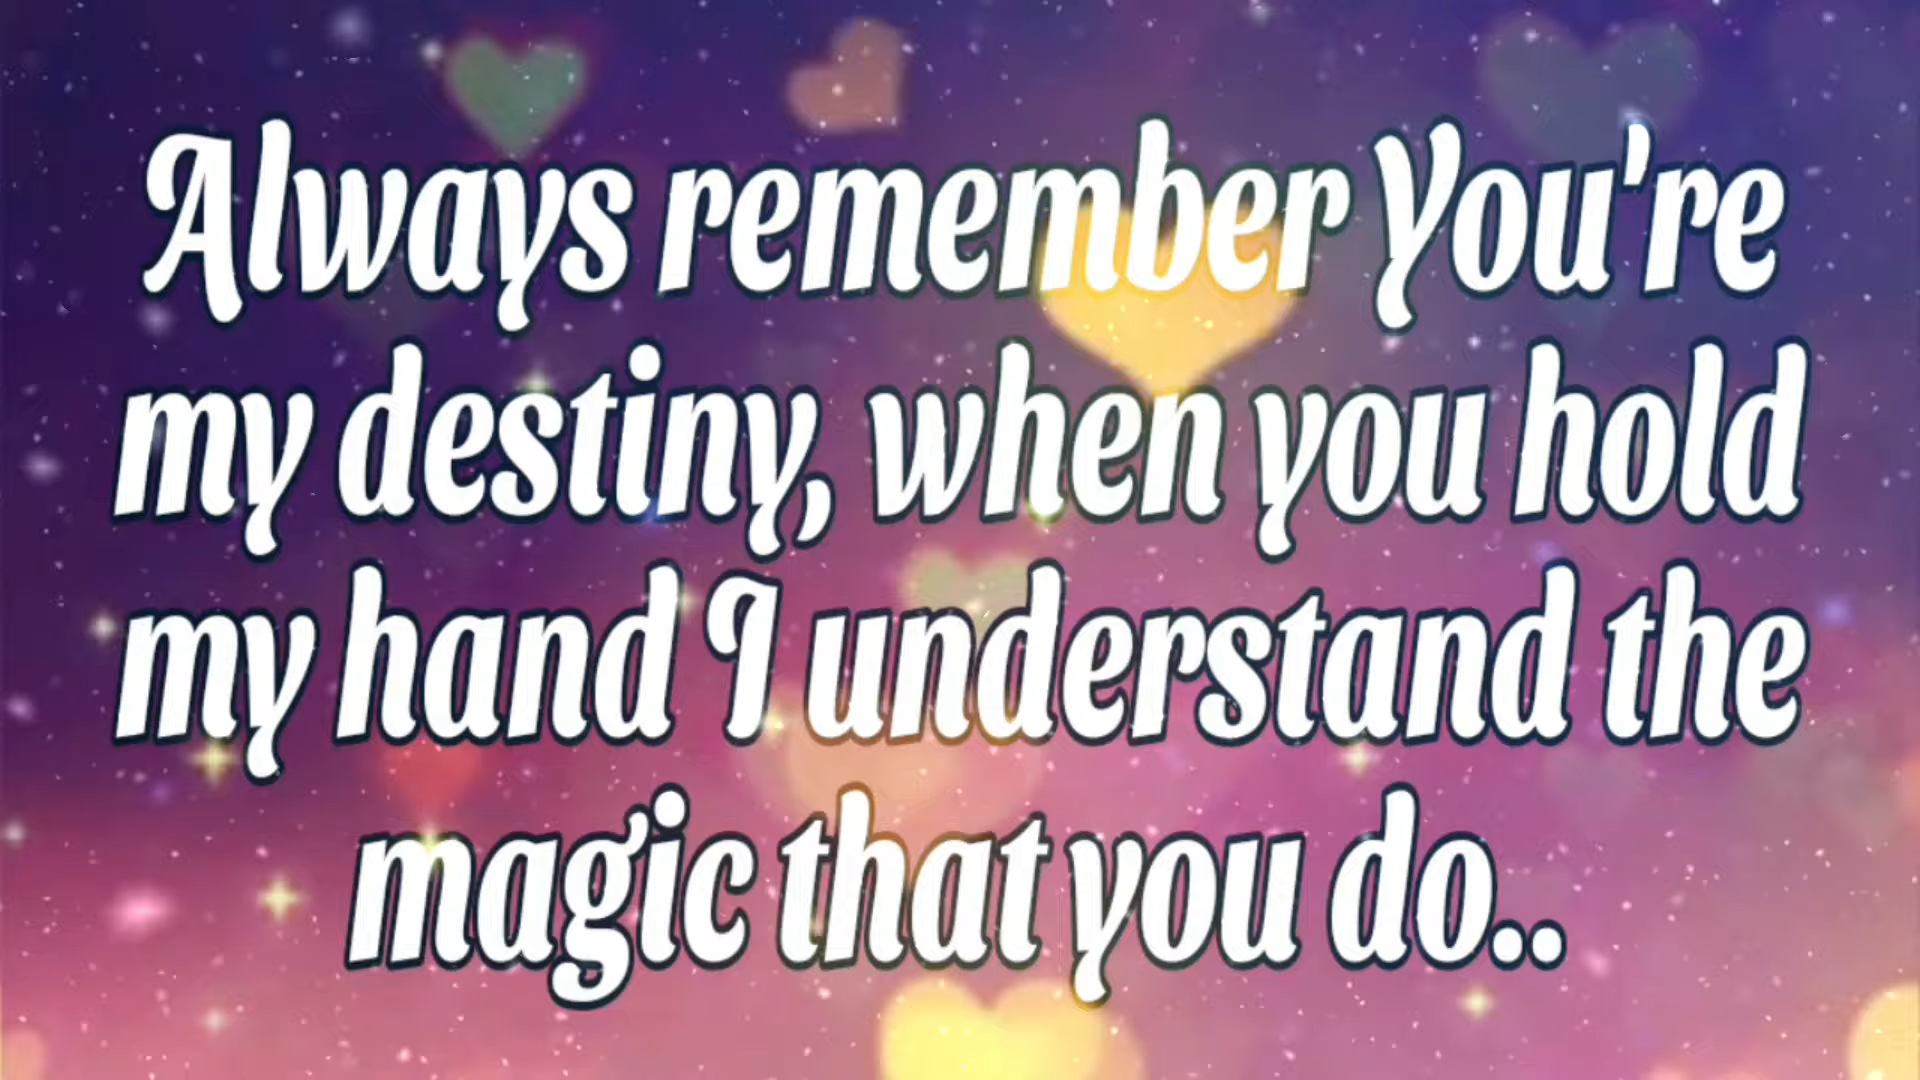 Always remember You're
my destiny, when you hold
my hand I understand the
magic that you do..